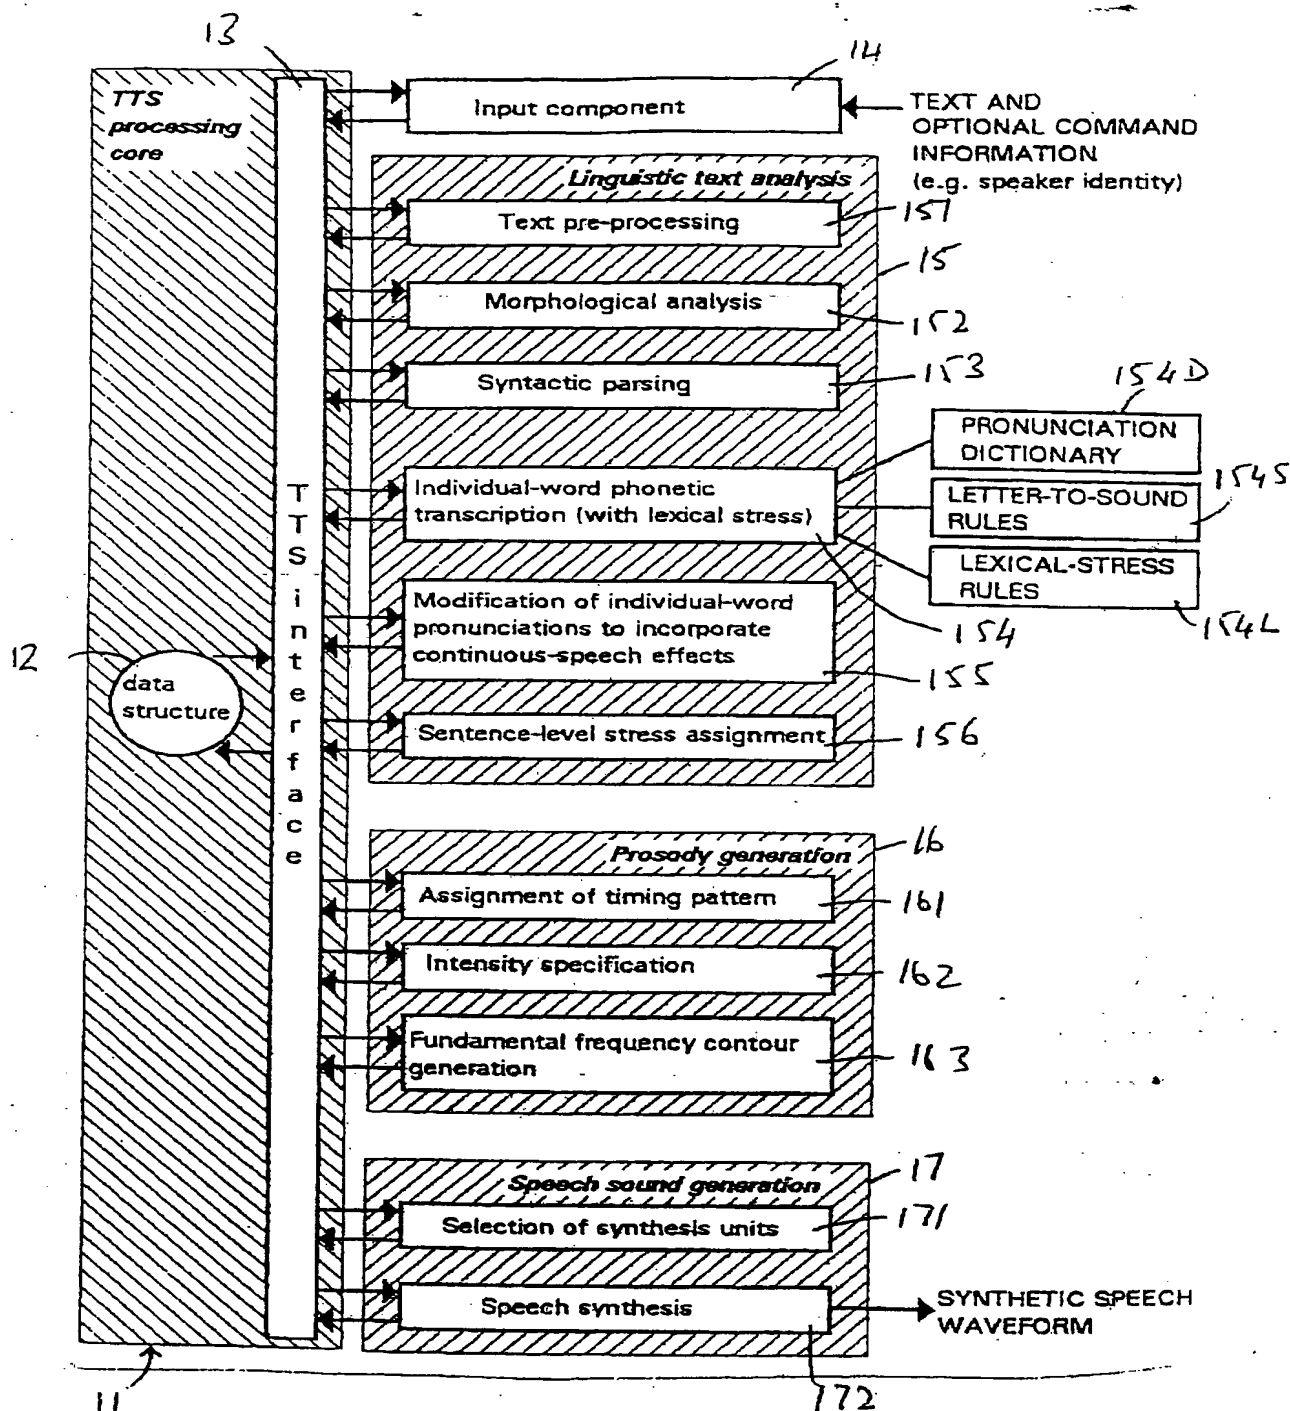 13
14
TTS
processing
core
Input component
TEXT AND
OPTIONAL COMMAND
INFORMATION
(e.g. speaker identity)
Linguistic text analysis
Text pre-processing
151
15
Morphological analysis
152
Syntactic parsing
153
154D
PRONUNCIATION
DICTIONARY
Individual-word phonetic
transcription (with lexical stress)
LETTER-TO-SOUND
RULES
154S
LEXICAL-STRESS
RULES
154L
154
TTS interface
Modification of individual-word
pronunciations to incorporate
continuous-speech effects
155
12
data
structure
Sentence-level stress assignment
156
Prosody generation
16
Assignment of timing pattern
161
Intensity specification
162
Fundamental frequency contour
generation
163
Speech sound generation
17
Selection of synthesis units
171
Speech synthesis
SYNTHETIC SPEECH
WAVEFORM
11
172